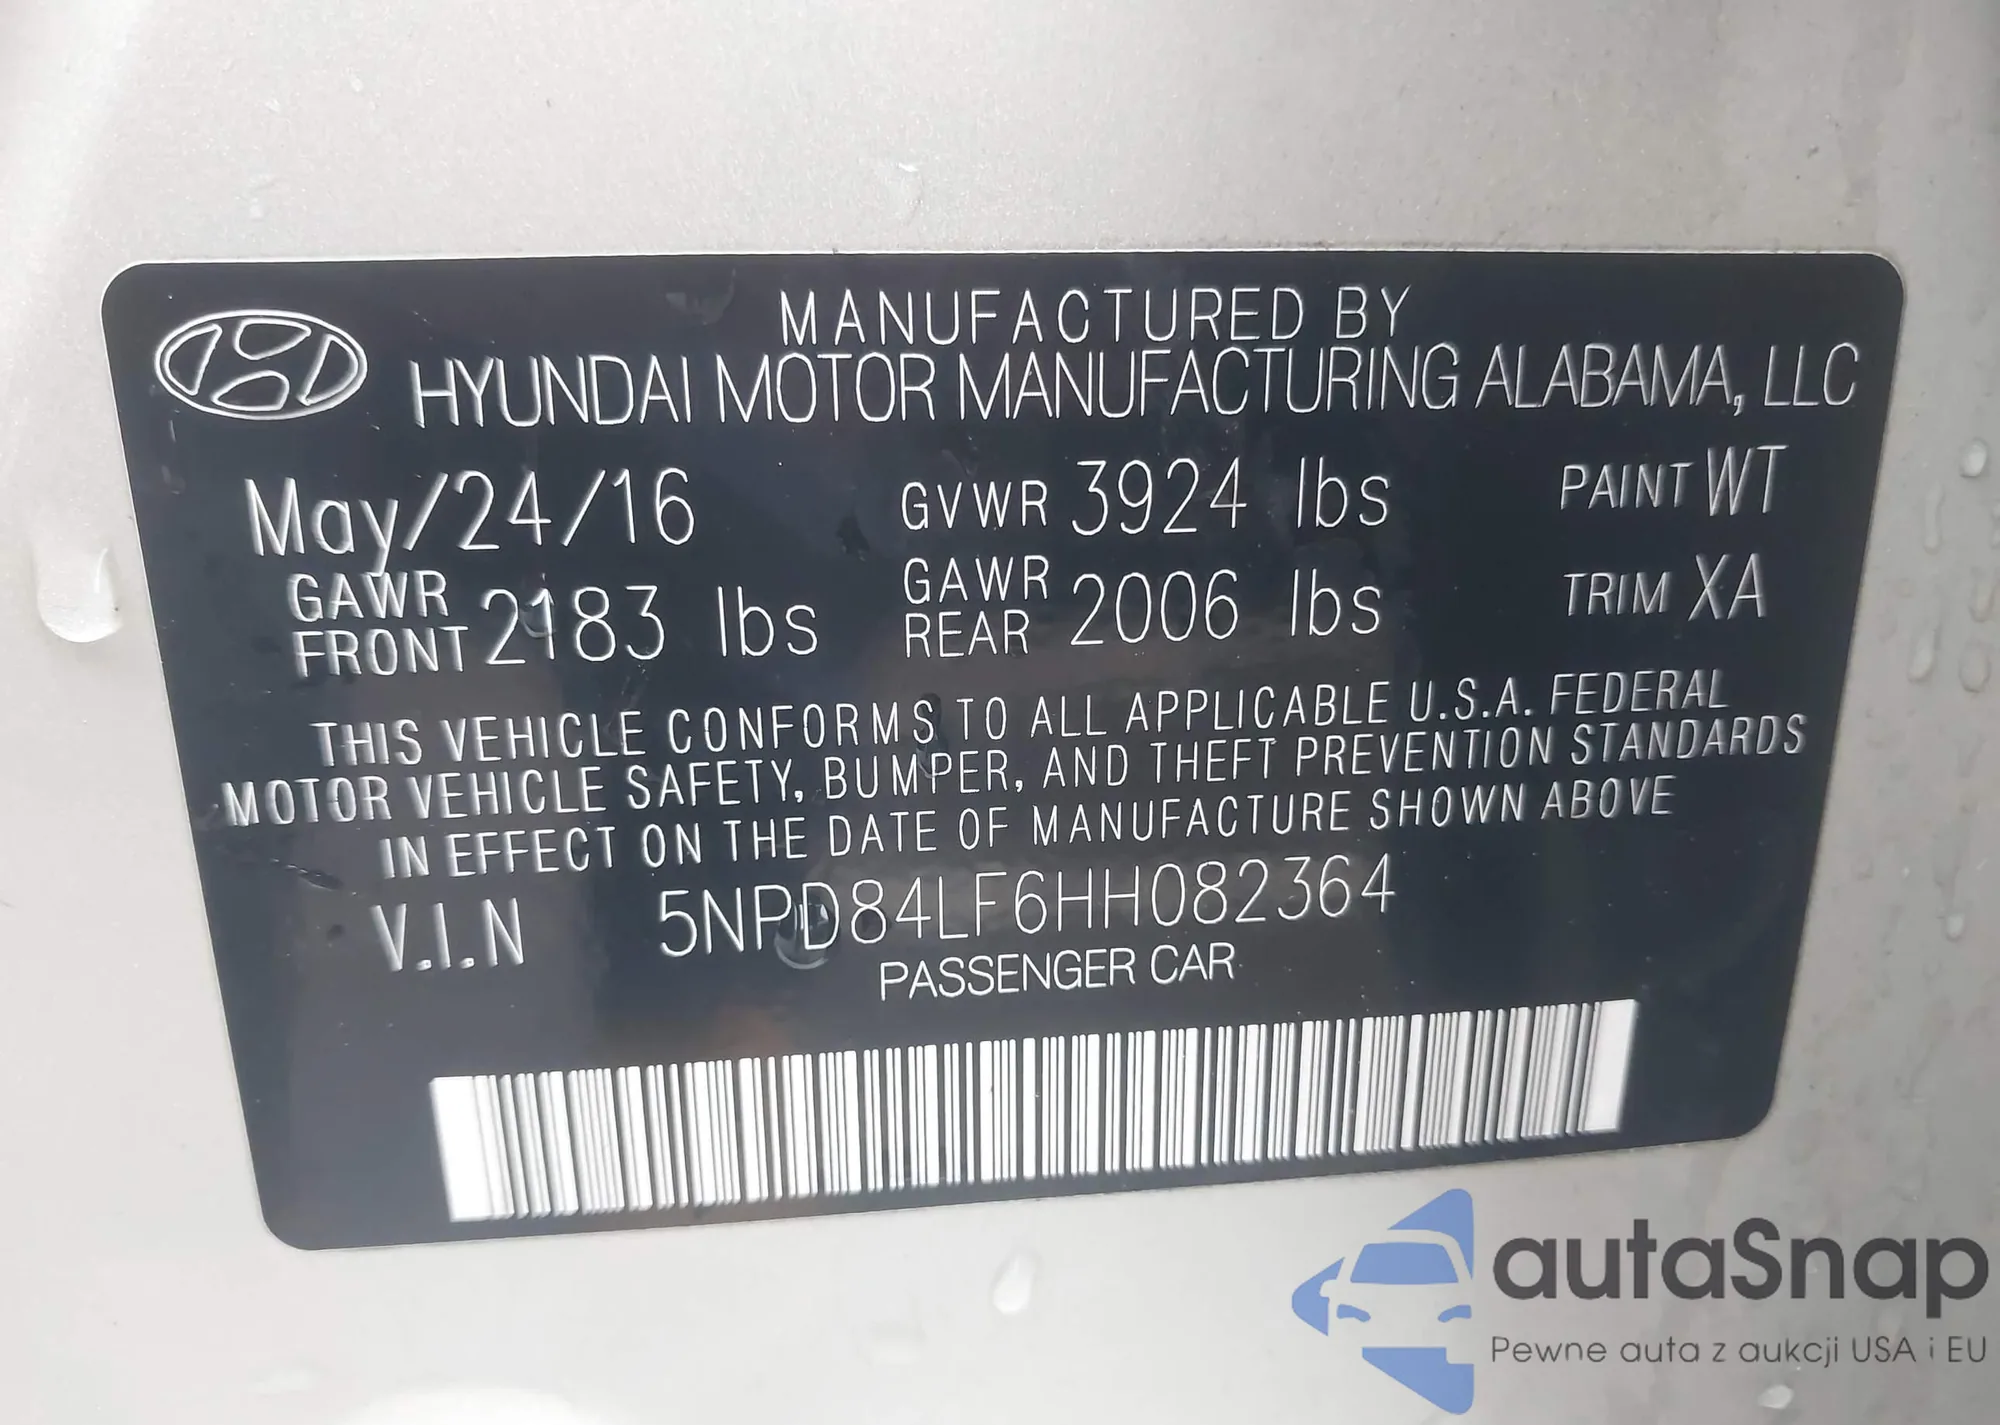 MANUFACTURED BY
HYUNDAI MOTOR MANUFACTURING ALABAMA, LLC
May/24/16 GVWR 3924 lbs PAINT WT
GAWR FRONT 2183 lbs GAWR REAR 2006 lbs TRIM XA
THIS VEHICLE CONFORMS TO ALL APPLICABLE U.S.A. FEDERAL
MOTOR VEHICLE SAFETY, BUMPER, AND THEFT PREVENTION STANDARDS
IN EFFECT ON THE DATE OF MANUFACTURE SHOWN ABOVE
V.I.N 5NPD84LF6HH082364
PASSENGER CAR
autaSnap
Pewne auta z aukcji USA i EU